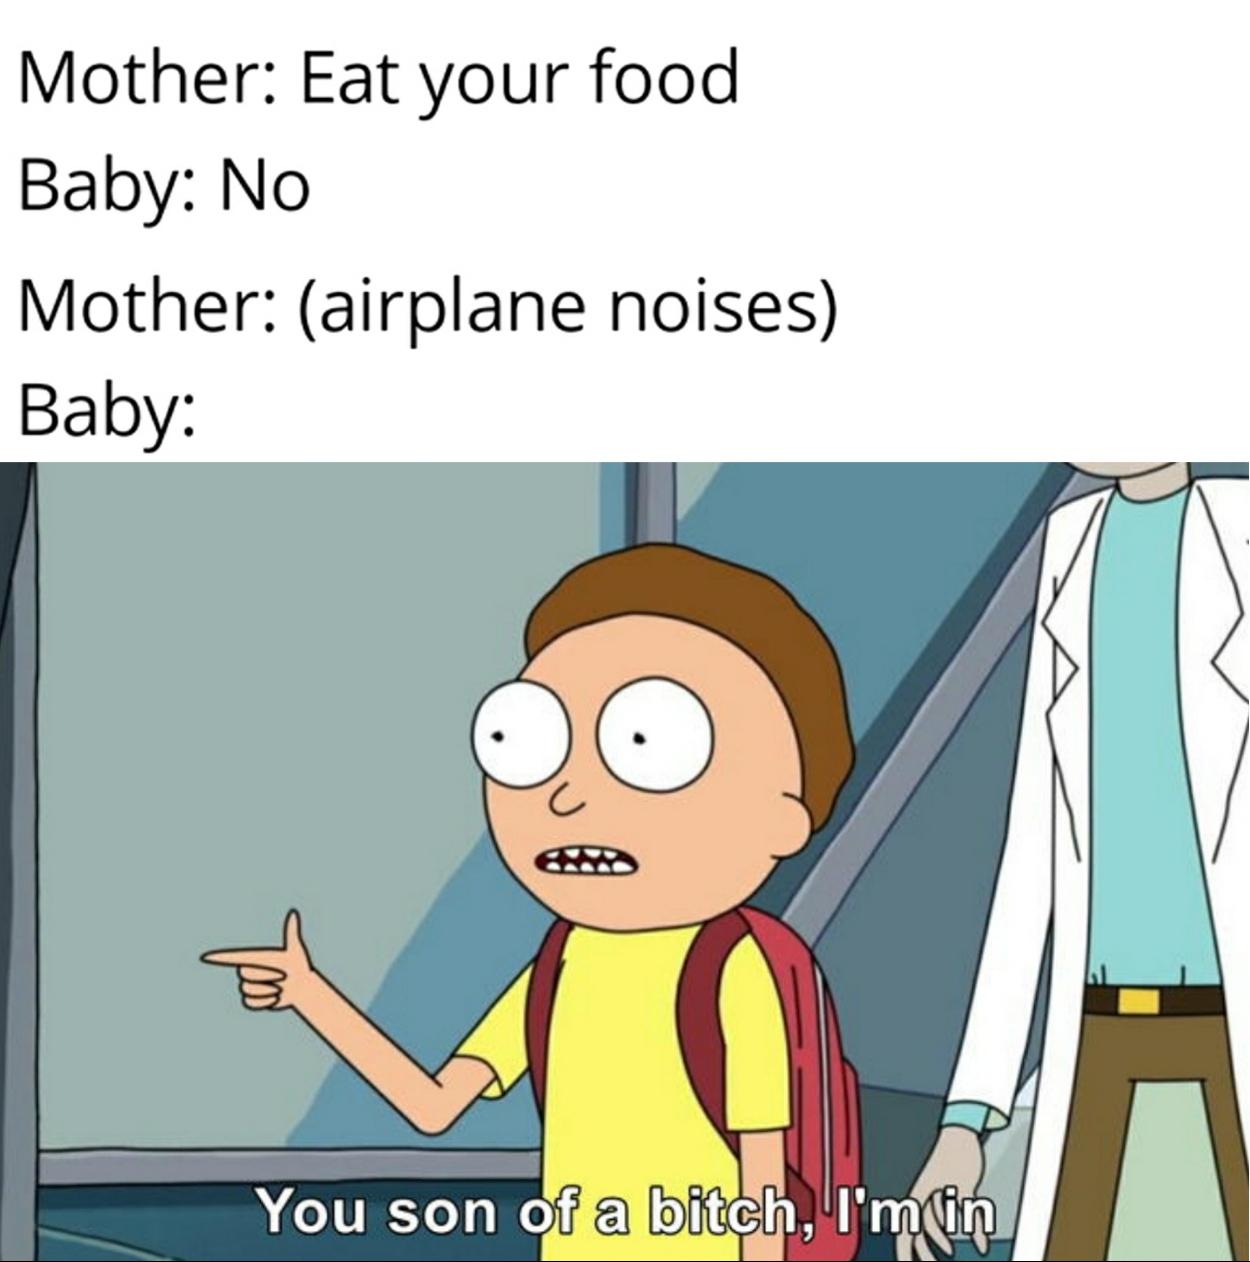 Mother: Eat your food
Baby: No
Mother: (airplane noises)
Baby:
You son of a bitch, I'm in